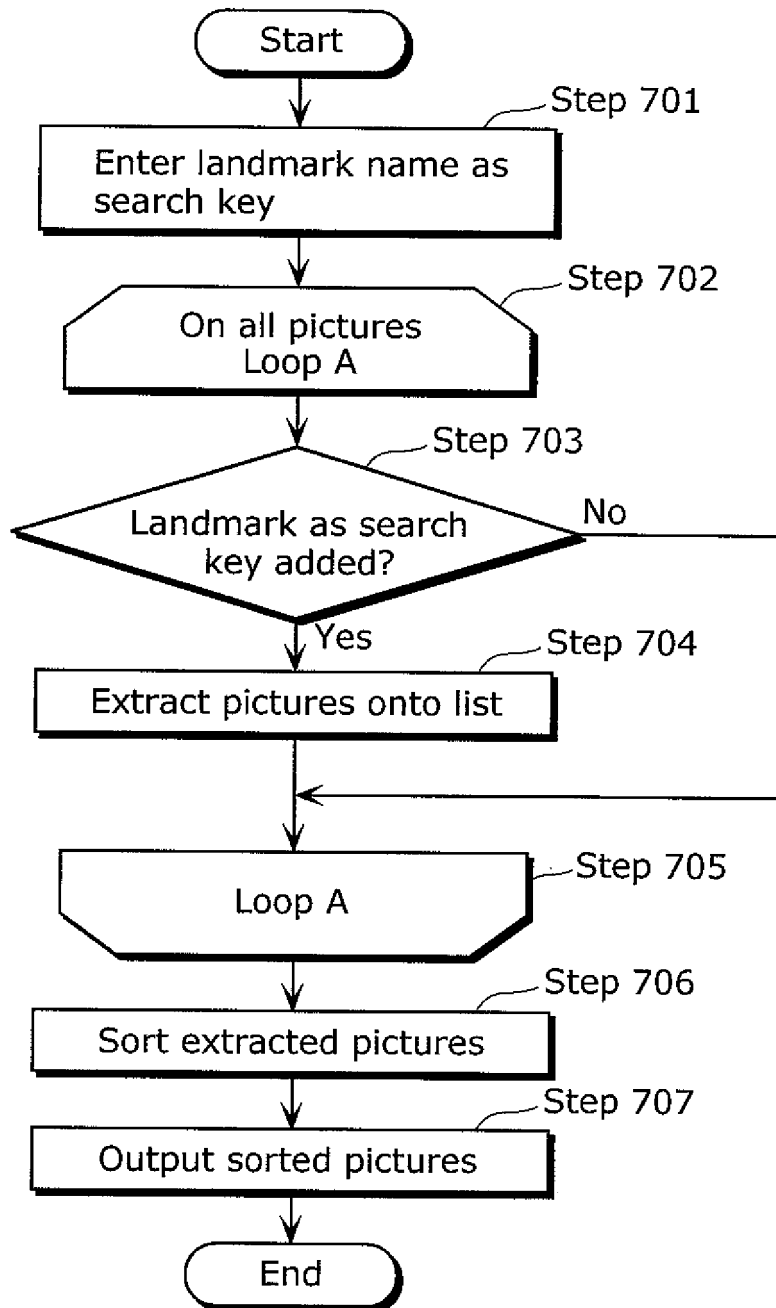 Start
Step 701
Enter landmark name as
search key
Step 702
On all pictures
Loop A
Step 703
Landmark as search
key added?
No
Yes
Step 704
Extract pictures onto list
Step 705
Loop A
Step 706
Sort extracted pictures
Step 707
Output sorted pictures
End